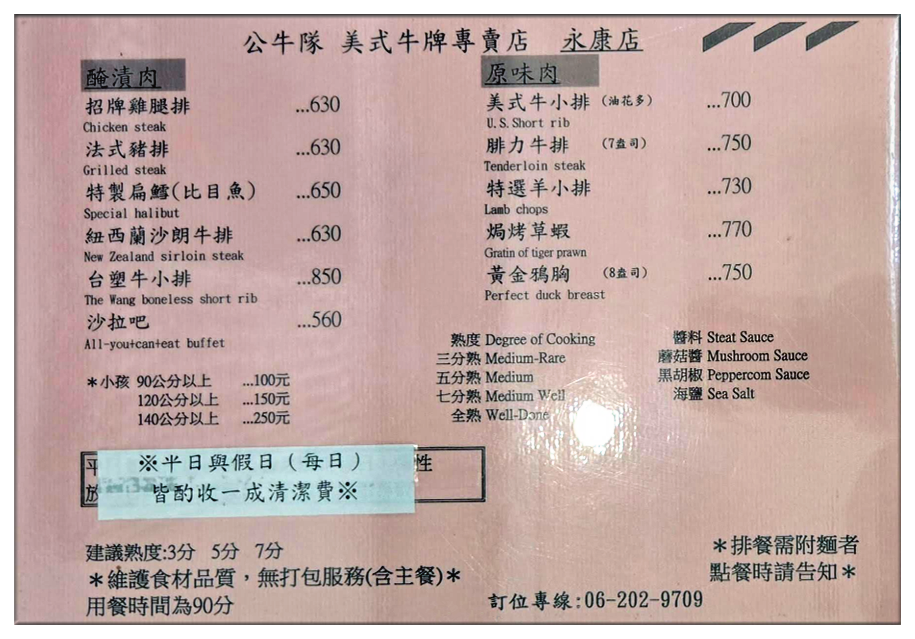 公牛隊 美式牛牌專賣店 永康店
醃漬肉
招牌雞腿排 ...630
Chicken steak
法式豬排 ...630
Grilled steak
特製扁鱈(比目魚) ...650
Special halibut
紐西蘭沙朗牛排 ...630
New Zealand sirloin steak
台塑牛小排 ...850
The Wang boneless short rib
沙拉吧 ...560
All-you+can+eat buffet
*小孩 90公分以上 ...100元
120公分以上 ...150元
140公分以上 ...250元
原味肉
美式牛小排 (油花多) ...700
U.S.Short rib
腓力牛排 (7盎司) ...750
Tenderloin steak
特選羊小排 ...730
Lamb chops
焗烤草蝦 ...770
Gratin of tiger prawn
黃金鴨胸 (8盎司) ...750
Perfect duck breast
熟度 Degree of Cooking
三分熟 Medium-Rare
五分熟 Medium
七分熟 Medium Well
全熟 Well-Done
醬料 Steat Sauce
蘑菇醬 Mushroom Sauce
黑胡椒 Peppercom Sauce
海鹽 Sea Salt
平 ※平日與假日(每日) 性
放 皆酌收一成清潔費※
建議熟度:3分 5分 7分
*維護食材品質,無打包服務(含主餐)*
用餐時間為90分
*排餐需附麵者
點餐時請告知*
訂位專線:06-202-9709